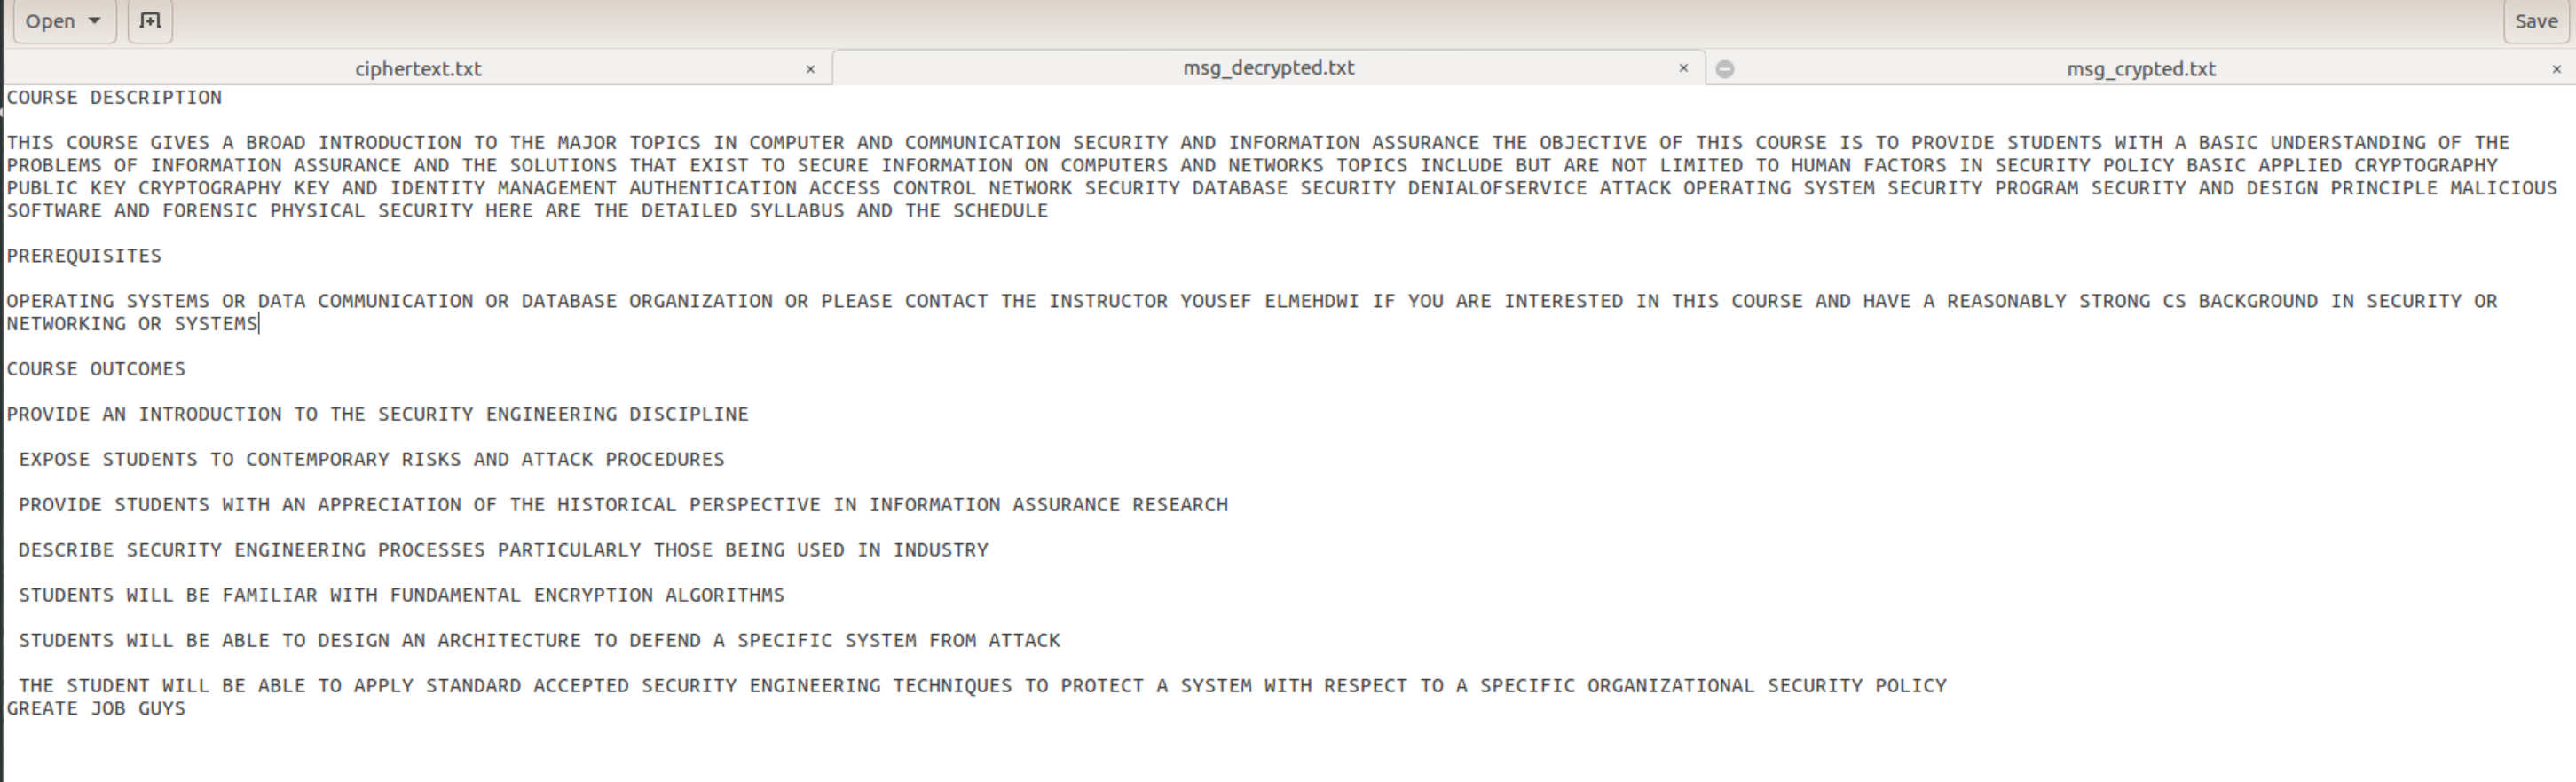 Open
Save
ciphertext.txt ×
msg_decrypted.txt ×
msg_crypted.txt ×
COURSE DESCRIPTION
THIS COURSE GIVES A BROAD INTRODUCTION TO THE MAJOR TOPICS IN COMPUTER AND COMMUNICATION SECURITY AND INFORMATION ASSURANCE THE OBJECTIVE OF THIS COURSE IS TO PROVIDE STUDENTS WITH A BASIC UNDERSTANDING OF THE
PROBLEMS OF INFORMATION ASSURANCE AND THE SOLUTIONS THAT EXIST TO SECURE INFORMATION ON COMPUTERS AND NETWORKS TOPICS INCLUDE BUT ARE NOT LIMITED TO HUMAN FACTORS IN SECURITY POLICY BASIC APPLIED CRYPTOGRAPHY
PUBLIC KEY CRYPTOGRAPHY KEY AND IDENTITY MANAGEMENT AUTHENTICATION ACCESS CONTROL NETWORK SECURITY DATABASE SECURITY DENIALOFSERVICE ATTACK OPERATING SYSTEM SECURITY PROGRAM SECURITY AND DESIGN PRINCIPLE MALICIOUS
SOFTWARE AND FORENSIC PHYSICAL SECURITY HERE ARE THE DETAILED SYLLABUS AND THE SCHEDULE
PREREQUISITES
OPERATING SYSTEMS OR DATA COMMUNICATION OR DATABASE ORGANIZATION OR PLEASE CONTACT THE INSTRUCTOR YOUSEF ELMEHDWI IF YOU ARE INTERESTED IN THIS COURSE AND HAVE A REASONABLY STRONG CS BACKGROUND IN SECURITY OR
NETWORKING OR SYSTEMS
COURSE OUTCOMES
PROVIDE AN INTRODUCTION TO THE SECURITY ENGINEERING DISCIPLINE
EXPOSE STUDENTS TO CONTEMPORARY RISKS AND ATTACK PROCEDURES
PROVIDE STUDENTS WITH AN APPRECIATION OF THE HISTORICAL PERSPECTIVE IN INFORMATION ASSURANCE RESEARCH
DESCRIBE SECURITY ENGINEERING PROCESSES PARTICULARLY THOSE BEING USED IN INDUSTRY
STUDENTS WILL BE FAMILIAR WITH FUNDAMENTAL ENCRYPTION ALGORITHMS
STUDENTS WILL BE ABLE TO DESIGN AN ARCHITECTURE TO DEFEND A SPECIFIC SYSTEM FROM ATTACK
THE STUDENT WILL BE ABLE TO APPLY STANDARD ACCEPTED SECURITY ENGINEERING TECHNIQUES TO PROTECT A SYSTEM WITH RESPECT TO A SPECIFIC ORGANIZATIONAL SECURITY POLICY
GREATE JOB GUYS